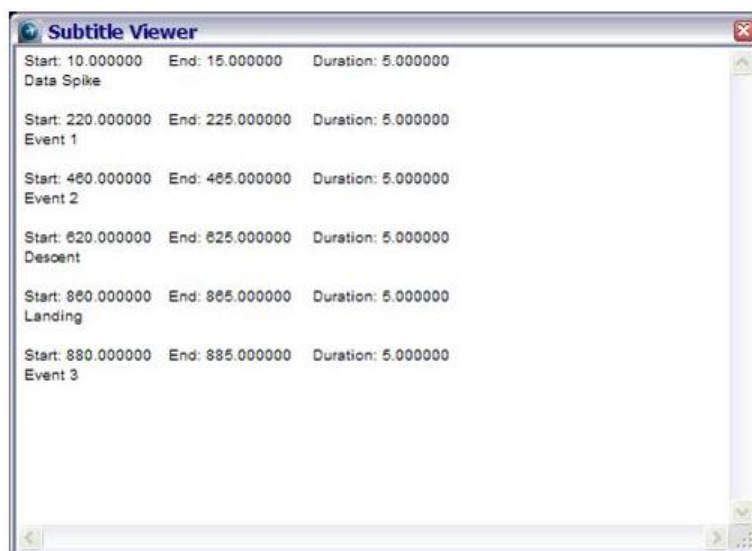 Subtitle Viewer
Start: 10.000000 End: 15.000000 Duration: 5.000000
Data Spike
Start: 220.000000 End: 225.000000 Duration: 5.000000
Event 1
Start: 460.000000 End: 465.000000 Duration: 5.000000
Event 2
Start: 620.000000 End: 625.000000 Duration: 5.000000
Descent
Start: 860.000000 End: 865.000000 Duration: 5.000000
Landing
Start: 880.000000 End: 885.000000 Duration: 5.000000
Event 3